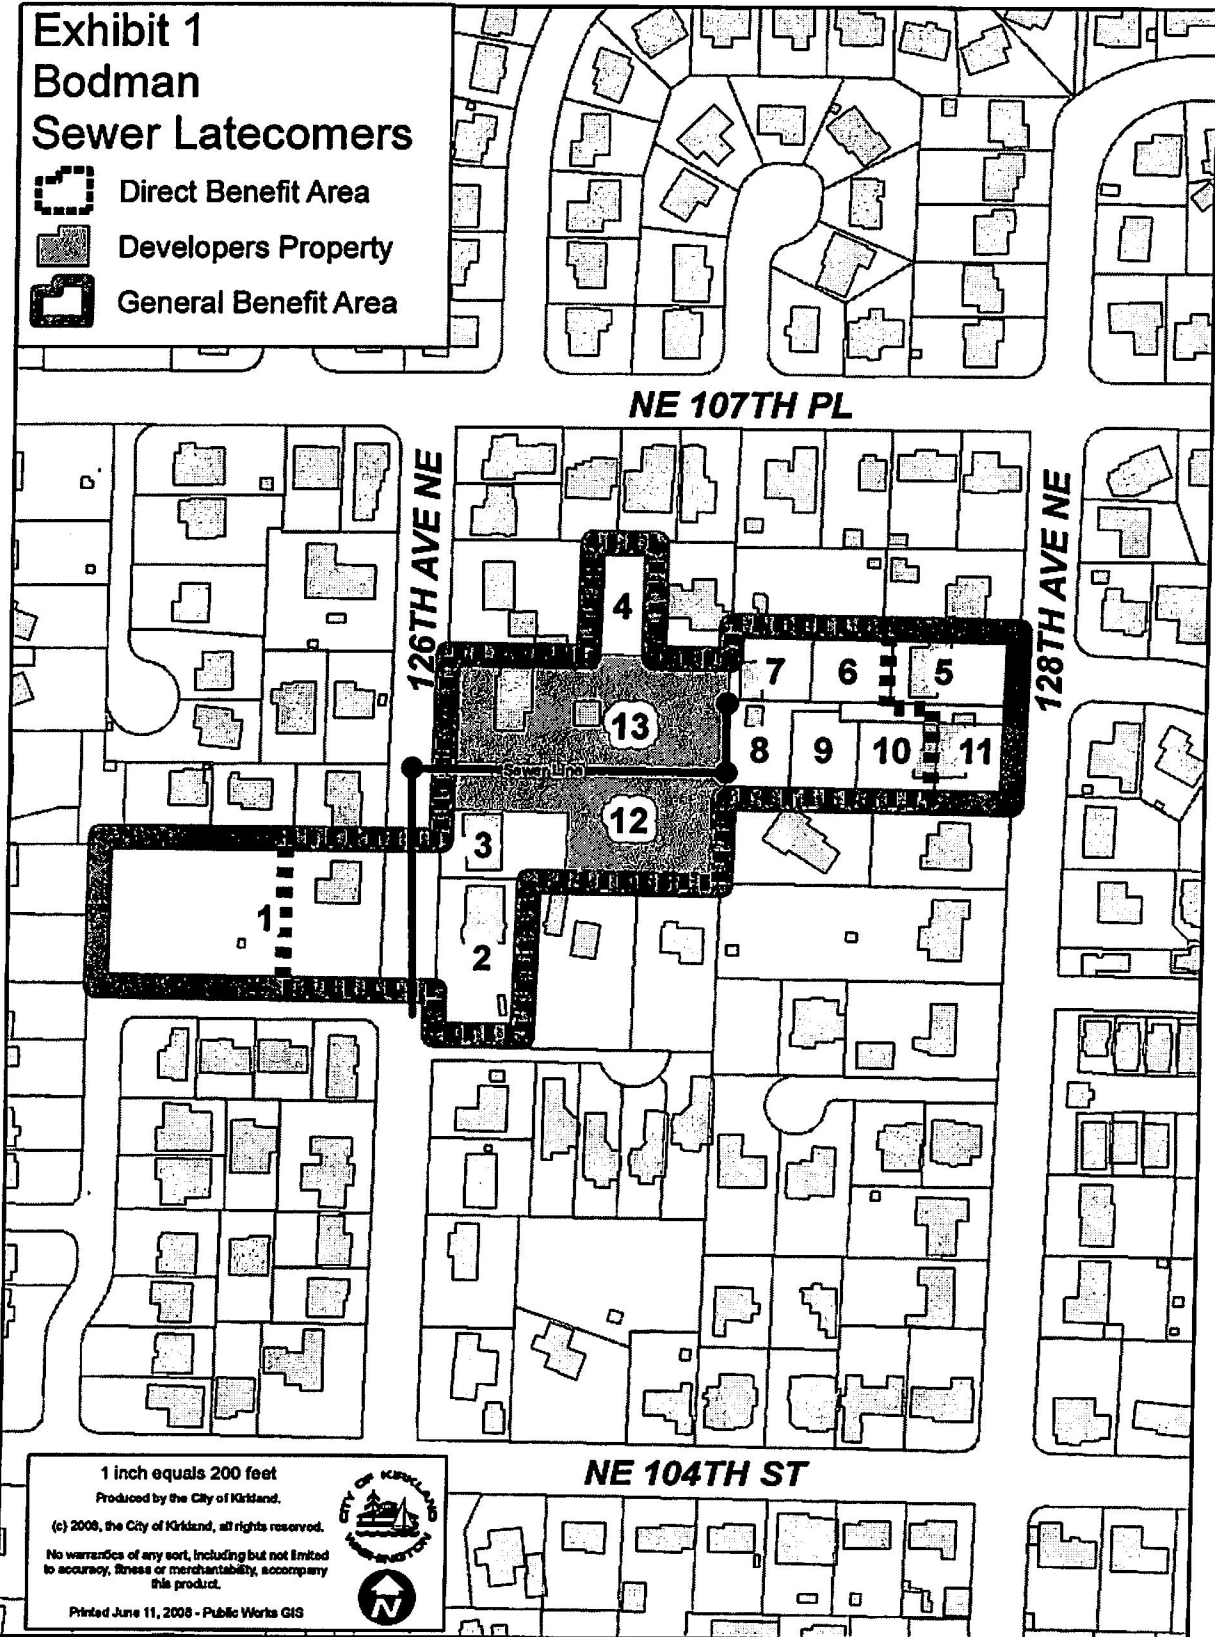 Exhibit 1
Bodman
Sewer Latecomers
Direct Benefit Area
Developers Property
General Benefit Area
NE 107TH PL
126TH AVE NE
128TH AVE NE
4
7
6
5
13
8
9
10
11
Sewer Line
12
3
1
2
NE 104TH ST
1 inch equals 200 feet
Produced by the City of Kirkland.
(c) 2008, the City of Kirkland, all rights reserved.
No warranties of any sort, including but not limited
to accuracy, fitness or merchantability, accompany
this product.
Printed June 11, 2008 - Public Works GIS
CITY OF KIRKLAND
WASHINGTON
N